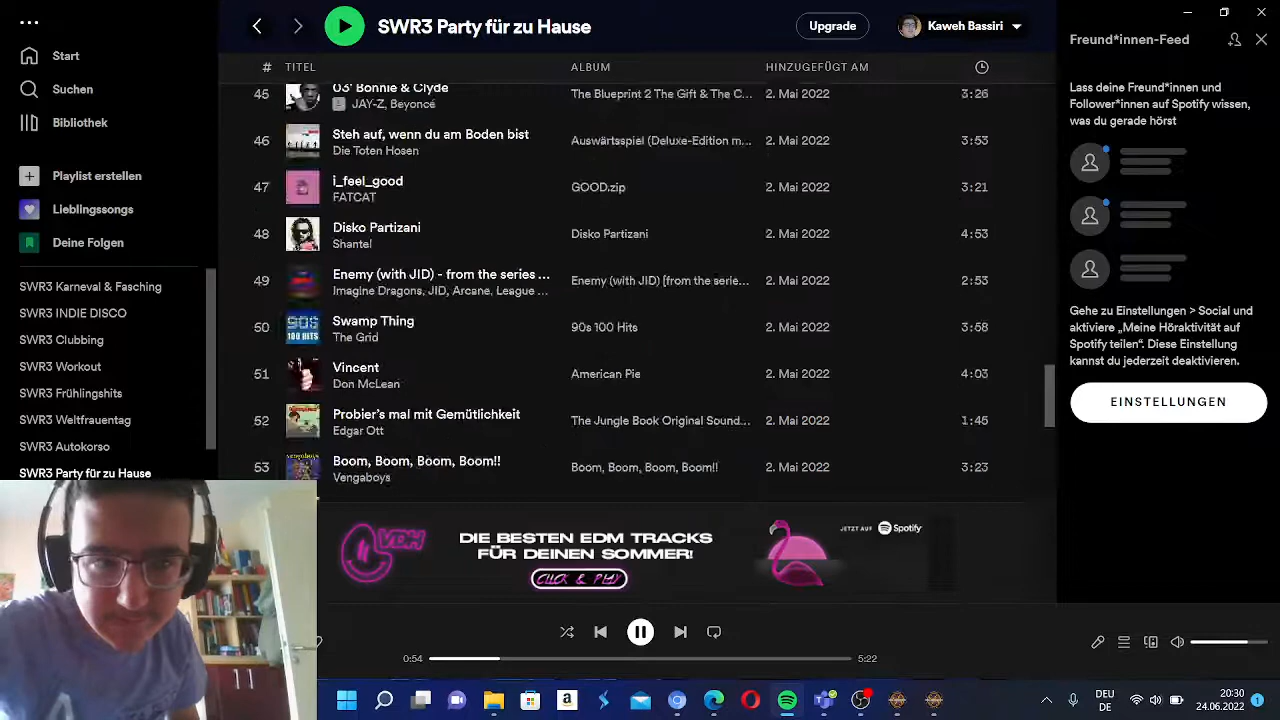 SWR3 Party für zu Hause
Upgrade
Kaweh Bassiri
Start
Suchen
Bibliothek
Playlist erstellen
Lieblingssongs
Deine Folgen
SWR3 Karneval & Fasching
SWR3 INDIE DISCO
SWR3 Clubbing
SWR3 Workout
SWR3 Frühlingshits
SWR3 Weltfrauentag
SWR3 Autokorso
SWR3 Party für zu Hause
# TITEL ALBUM HINZUGEFÜGT AM
45 03' Bonnie & Clyde The Blueprint 2 The Gift & The C... 2. Mai 2022 3:26
JAY-Z, Beyoncé
46 Steh auf, wenn du am Boden bist Auswärtsspiel (Deluxe-Edition m... 2. Mai 2022 3:53
Die Toten Hosen
47 i_feel_good GOOD.zip 2. Mai 2022 3:21
FATCAT
48 Disko Partizani Disko Partizani 2. Mai 2022 4:53
Shantel
49 Enemy (with JID) - from the series ... Enemy (with JID) [from the serie... 2. Mai 2022 2:53
Imagine Dragons, JID, Arcane, League ...
50 Swamp Thing 90s 100 Hits 2. Mai 2022 3:58
The Grid
51 Vincent American Pie 2. Mai 2022 4:03
Don McLean
52 Probier's mal mit Gemütlichkeit The Jungle Book Original Sound... 2. Mai 2022 1:45
Edgar Ott
53 Boom, Boom, Boom, Boom!! Boom, Boom, Boom, Boom!! 2. Mai 2022 3:23
Vengaboys
Freund*innen-Feed
Lass deine Freund*innen und
Follower*innen auf Spotify wissen,
was du gerade hörst
Gehe zu Einstellungen > Social und
aktiviere „Meine Höraktivität auf
Spotify teilen“. Diese Einstellung
kannst du jederzeit deaktivieren.
EINSTELLUNGEN
VDH
DIE BESTEN EDM TRACKS
FÜR DEINEN SOMMER!
CLICK & PLAY
JETZT AUF Spotify
0:54
5:22
DEU
DE
20:30
24.06.2022